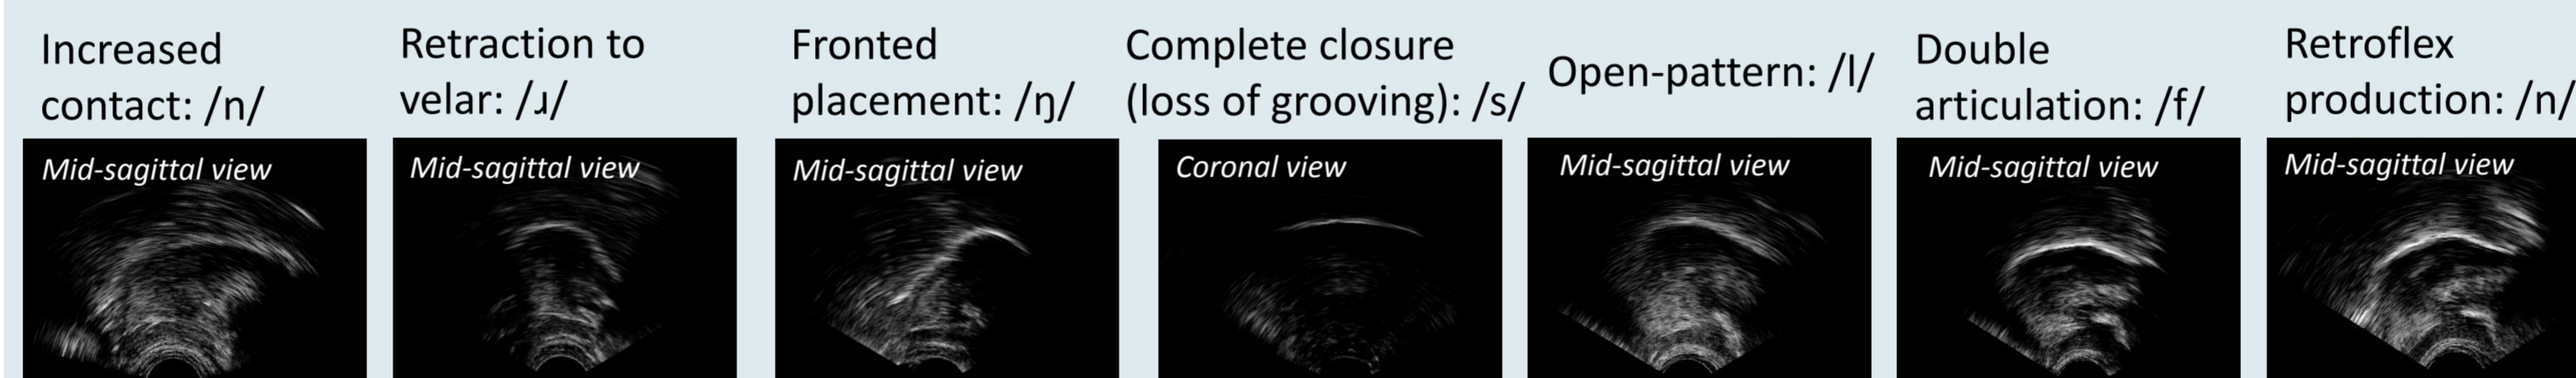 Increased
contact: /n/
Mid-sagittal view
Retraction to
velar: /ɹ/
Mid-sagittal view
Fronted
placement: /ŋ/
Mid-sagittal view
Complete closure
(loss of grooving): /s/
Coronal view
Open-pattern: /l/
Mid-sagittal view
Double
articulation: /f/
Mid-sagittal view
Retroflex
production: /n/
Mid-sagittal view